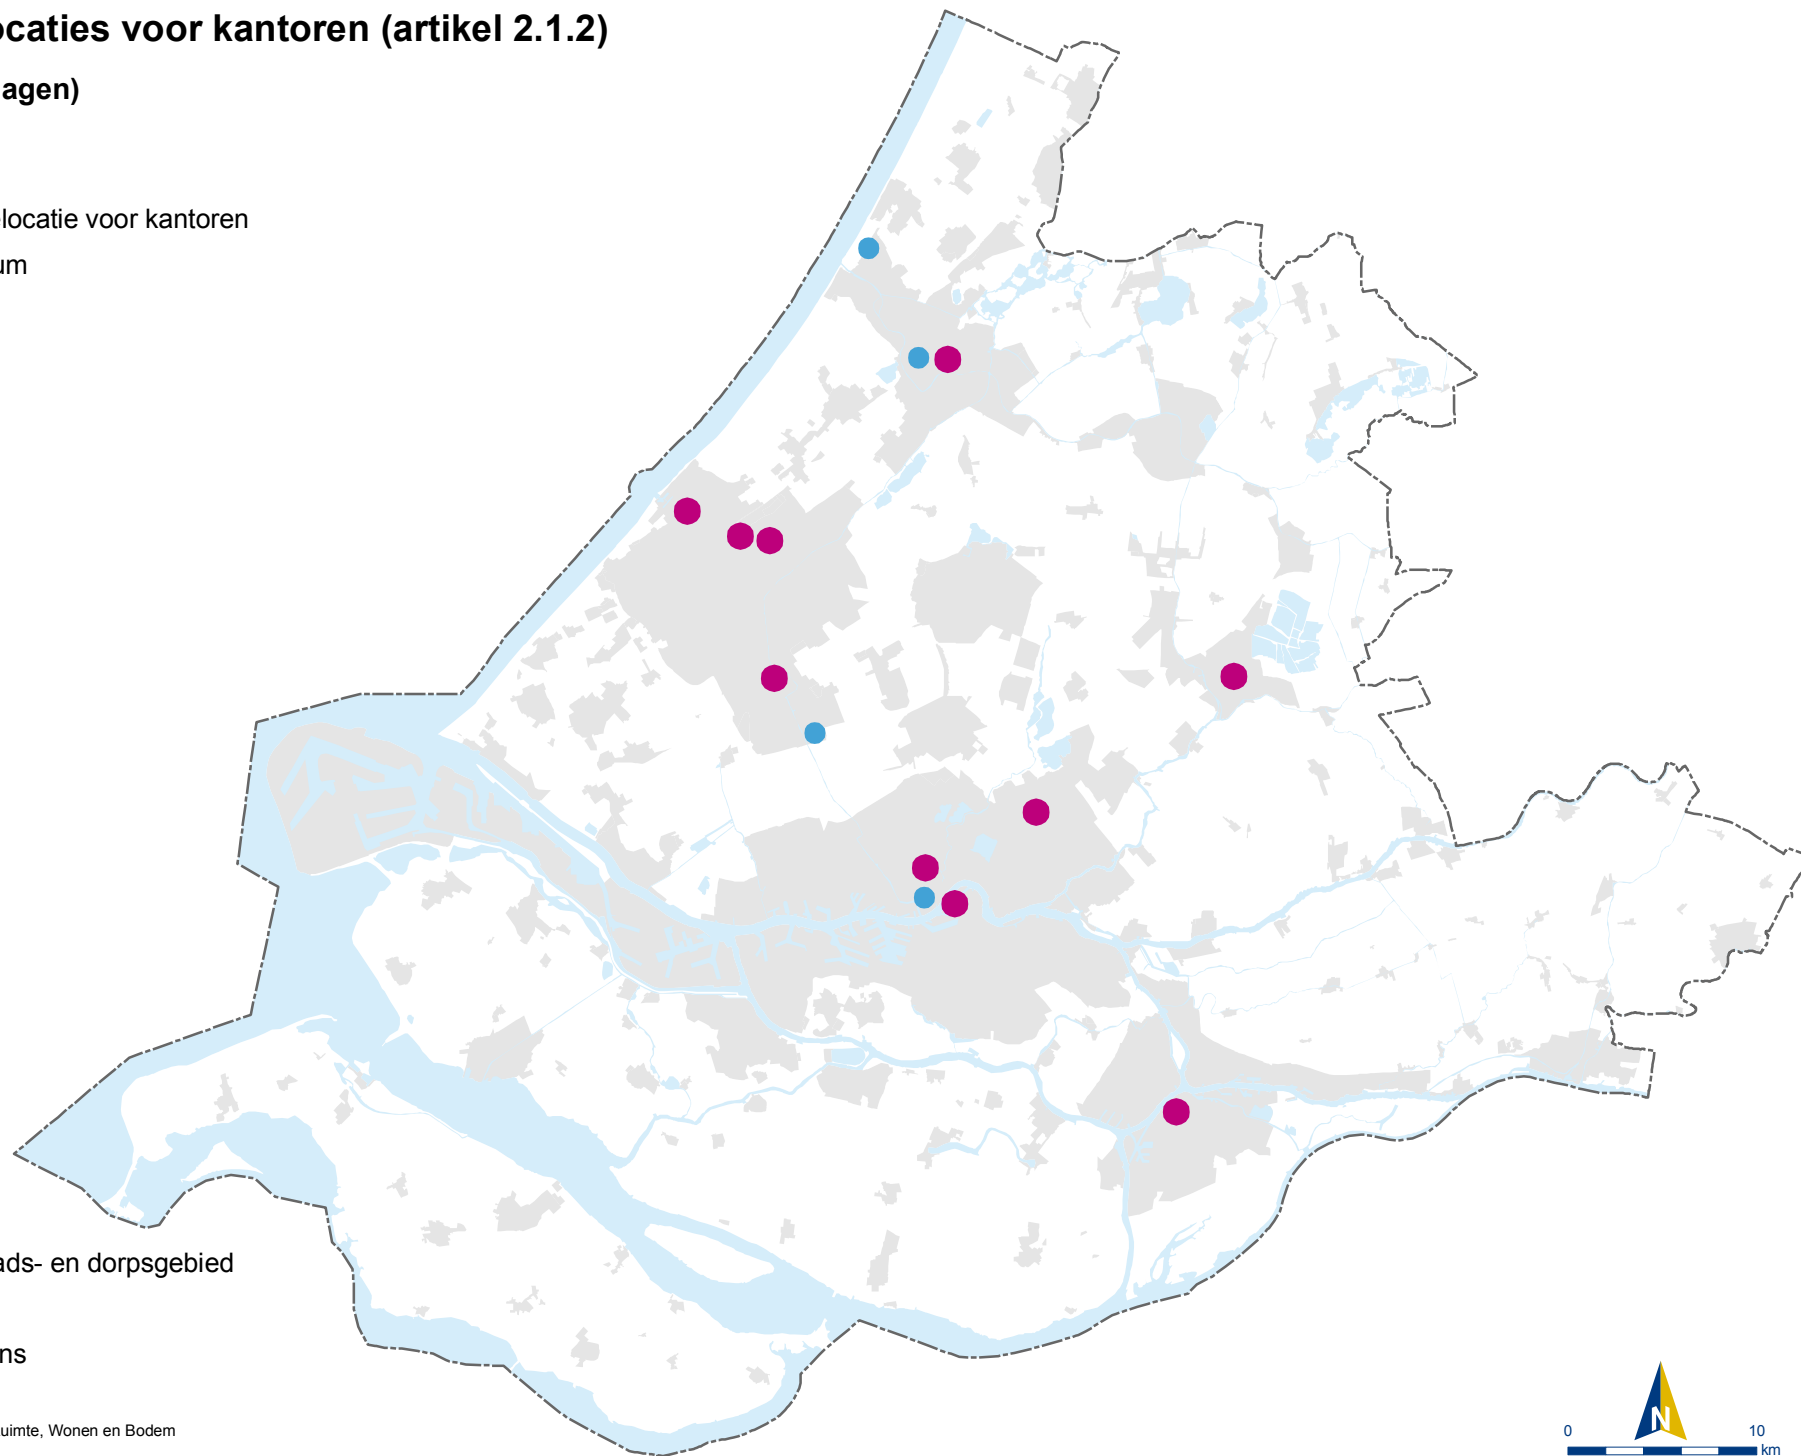 ocaties voor kantoren (artikel 2.1.2)
agen)
locatie voor kantoren
um
ads- en dorpsgebied
ns
uimte, Wonen en Bodem
N
0 10
km